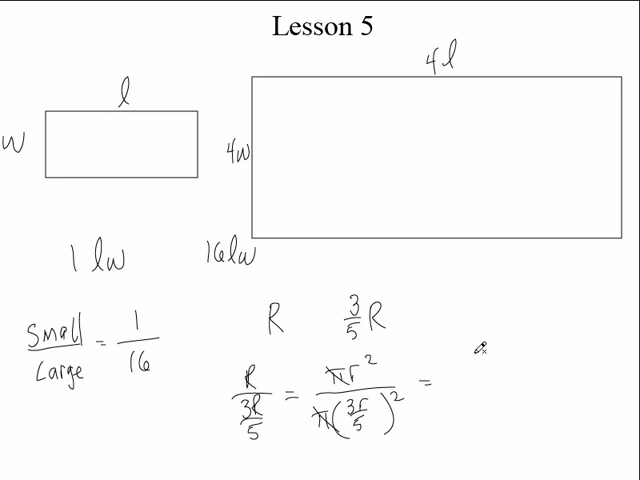 Lesson 5
l
4l
w
4w
1 lw
16lw
Small/Large = 1/16
R 3/5 R
R/(3R/5) = πr²/π(3r/5)² =